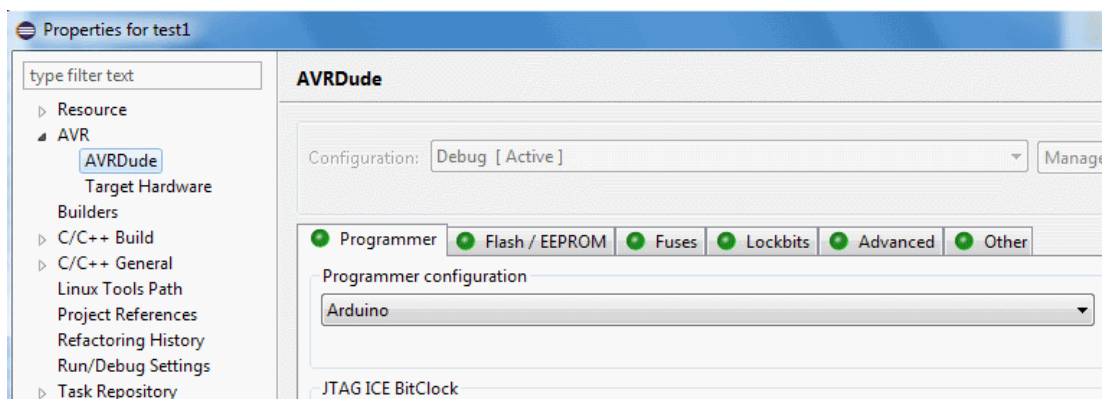 Properties for test1
type filter text
Resource
AVR
AVRDude
Target Hardware
Builders
C/C++ Build
C/C++ General
Linux Tools Path
Project References
Refactoring History
Run/Debug Settings
Task Repository
AVRDude
Configuration: Debug [ Active ] Manage
Programmer Flash / EEPROM Fuses Lockbits Advanced Other
Programmer configuration
Arduino
JTAG ICE BitClock